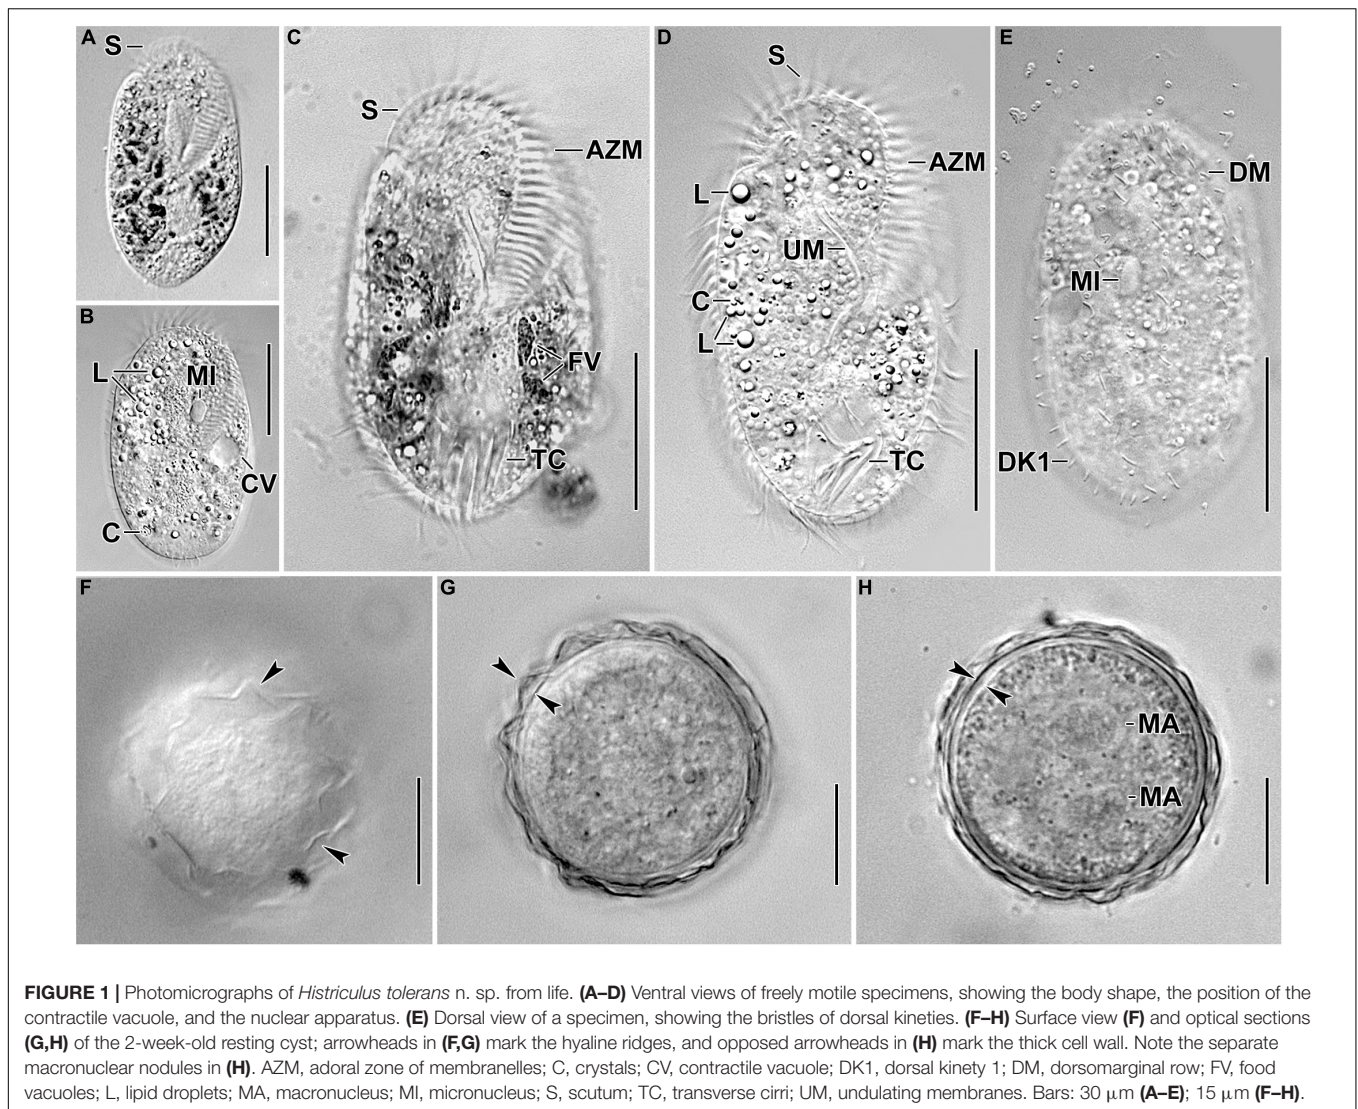 A
S
B
L
MI
CV
C
C
S
AZM
FV
TC
D
S
L
AZM
UM
C
L
TC
E
DM
MI
DK1
F
G
H
MA
MA
FIGURE 1 | Photomicrographs of Histriculus tolerans n. sp. from life. (A–D) Ventral views of freely motile specimens, showing the body shape, the position of the
contractile vacuole, and the nuclear apparatus. (E) Dorsal view of a specimen, showing the bristles of dorsal kineties. (F–H) Surface view (F) and optical sections
(G,H) of the 2-week-old resting cyst; arrowheads in (F,G) mark the hyaline ridges, and opposed arrowheads in (H) mark the thick cell wall. Note the separate
macronuclear nodules in (H). AZM, adoral zone of membranelles; C, crystals; CV, contractile vacuole; DK1, dorsal kinety 1; DM, dorsomarginal row; FV, food
vacuoles; L, lipid droplets; MA, macronucleus; MI, micronucleus; S, scutum; TC, transverse cirri; UM, undulating membranes. Bars: 30 μm (A–E); 15 μm (F–H).